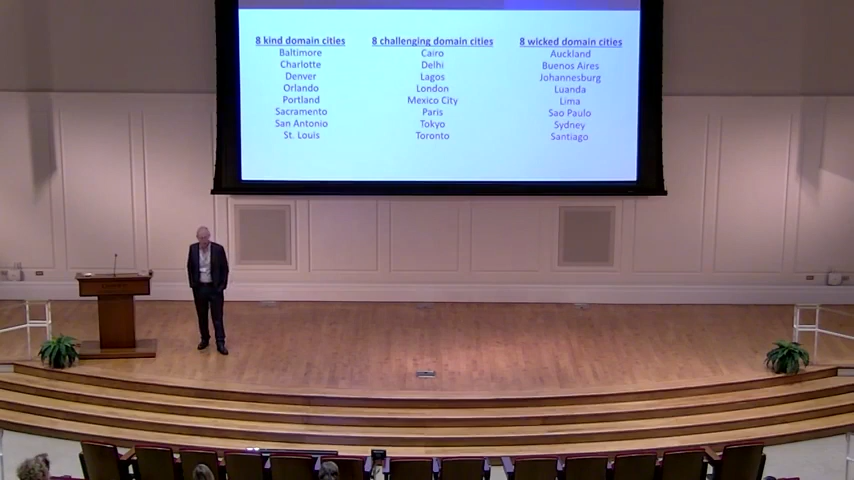 8 kind domain cities
Baltimore
Charlotte
Denver
Orlando
Portland
Sacramento
San Antonio
St. Louis
8 challenging domain cities
Cairo
Delhi
Lagos
London
Mexico City
Paris
Tokyo
Toronto
8 wicked domain cities
Auckland
Buenos Aires
Johannesburg
Luanda
Lima
Sao Paulo
Sydney
Santiago